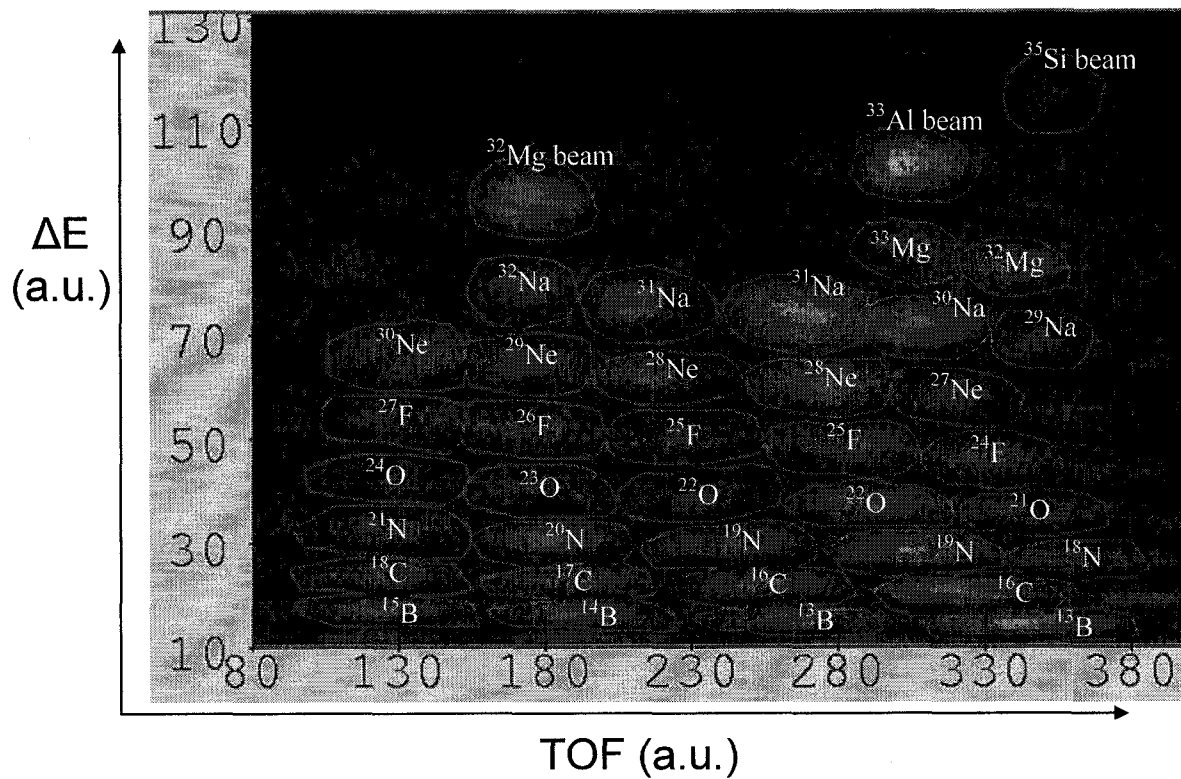 130
³⁵Si beam
110
³³Al beam
³²Mg beam
ΔE
(a.u.)
90
³³Mg
³²Mg
³²Na
³¹Na
³¹Na
³⁰Na
²⁹Na
70
³⁰Ne
²⁹Ne
²⁸Ne
²⁸Ne
²⁷Ne
²⁷F
²⁶F
²⁵F
²⁵F
²⁴F
50
²⁴O
²³O
²²O
²²O
²¹O
²¹N
²⁰N
¹⁹N
¹⁹N
¹⁸N
30
¹⁸C
¹⁷C
¹⁶C
¹⁶C
¹⁵B
¹⁴B
¹³B
¹³B
10
80 130 180 230 280 330 380
TOF (a.u.)